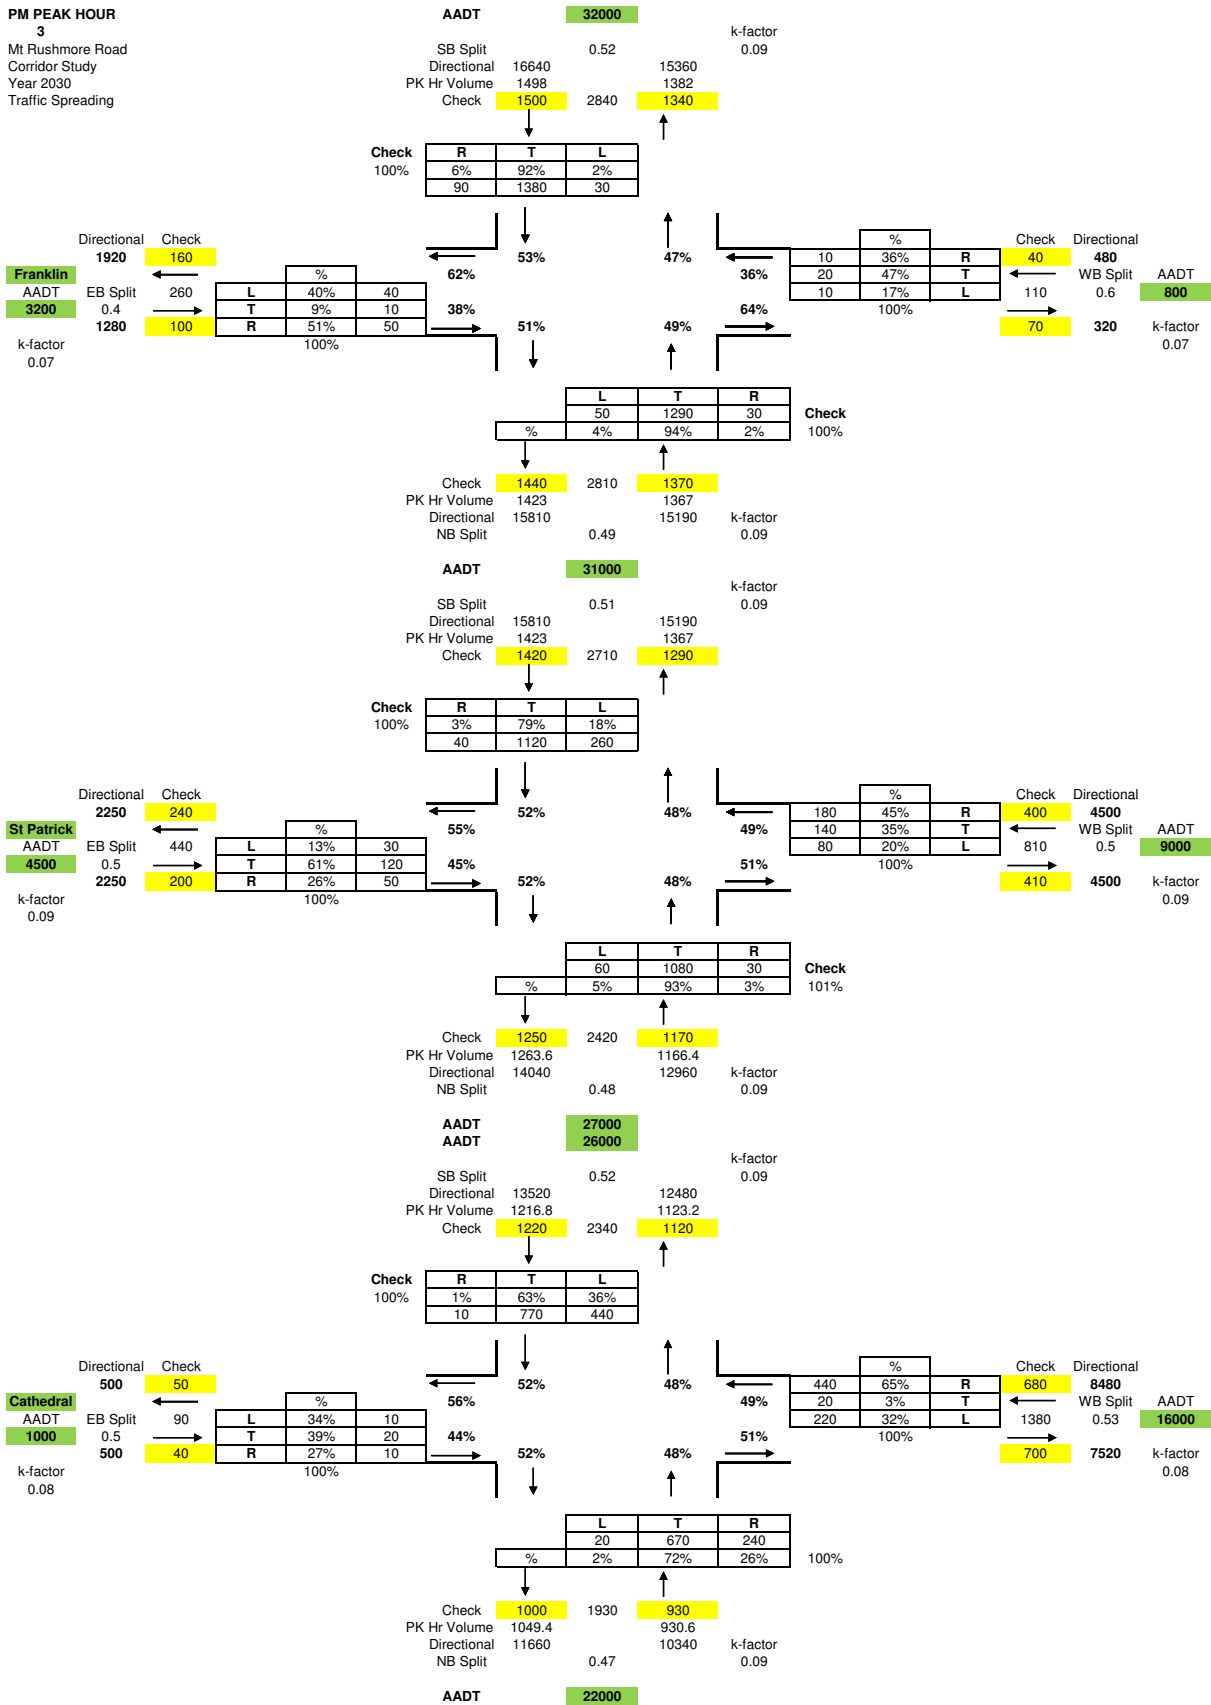 PM PEAK HOUR AADT 32000
3 k-factor
Mt Rushmore Road SB Split 0.52 0.09
Corridor Study Directional 16640 15360
Year 2030 PK Hr Volume 1498 1382
Traffic Spreading Check 1500 2840 1340
Check R T L
100% 6% 92% 2%
90 1380 30
% 
Directional Check Check Directional
1920 160 53% 47% 10 36% R 40 480
Franklin % 62% 36% 20 47% T WB Split AADT
AADT EB Split 260 L 40% 40 10 17% L 110 0.6 800
3200 0.4 T 9% 10 38% 64% 100%
1280 100 R 51% 50 51% 49% 70 320 k-factor
k-factor 100% 0.07
0.07
L T R
50 1290 30 Check
% 4% 94% 2% 100%
Check 1440 2810 1370
PK Hr Volume 1423 1367
Directional 15810 15190 k-factor
NB Split 0.49 0.09
AADT 31000
k-factor
SB Split 0.51 0.09
Directional 15810 15190
PK Hr Volume 1423 1367
Check 1420 2710 1290
Check R T L
100% 3% 79% 18%
40 1120 260
%
Directional Check Check Directional
2250 240 52% 48% 180 45% R 400 4500
St Patrick % 55% 49% 140 35% T WB Split AADT
AADT EB Split 440 L 13% 30 80 20% L 810 0.5 9000
4500 0.5 T 61% 120 45% 51% 100%
2250 200 R 26% 50 52% 48% 410 4500 k-factor
k-factor 100% 0.09
0.09
L T R
60 1080 30 Check
% 5% 93% 3% 101%
Check 1250 2420 1170
PK Hr Volume 1263.6 1166.4
Directional 14040 12960 k-factor
NB Split 0.48 0.09
AADT 27000
AADT 26000
k-factor
SB Split 0.52 0.09
Directional 13520 12480
PK Hr Volume 1216.8 1123.2
Check 1220 2340 1120
Check R T L
100% 1% 63% 36%
10 770 440
%
Directional Check Check Directional
500 50 52% 48% 440 65% R 680 8480
Cathedral % 56% 49% 20 3% T WB Split AADT
AADT EB Split 90 L 34% 10 220 32% L 1380 0.53 16000
1000 0.5 T 39% 20 44% 51% 100%
500 40 R 27% 10 52% 48% 700 7520 k-factor
k-factor 100% 0.08
0.08
L T R
20 670 240
% 2% 72% 26% 100%
Check 1000 1930 930
PK Hr Volume 1049.4 930.6
Directional 11660 10340 k-factor
NB Split 0.47 0.09
AADT 22000